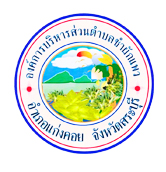 องค์การบริหารส่วนตำบลชำผักแพว
อำเภอแก่งคอย จังหวัดสระบุรี